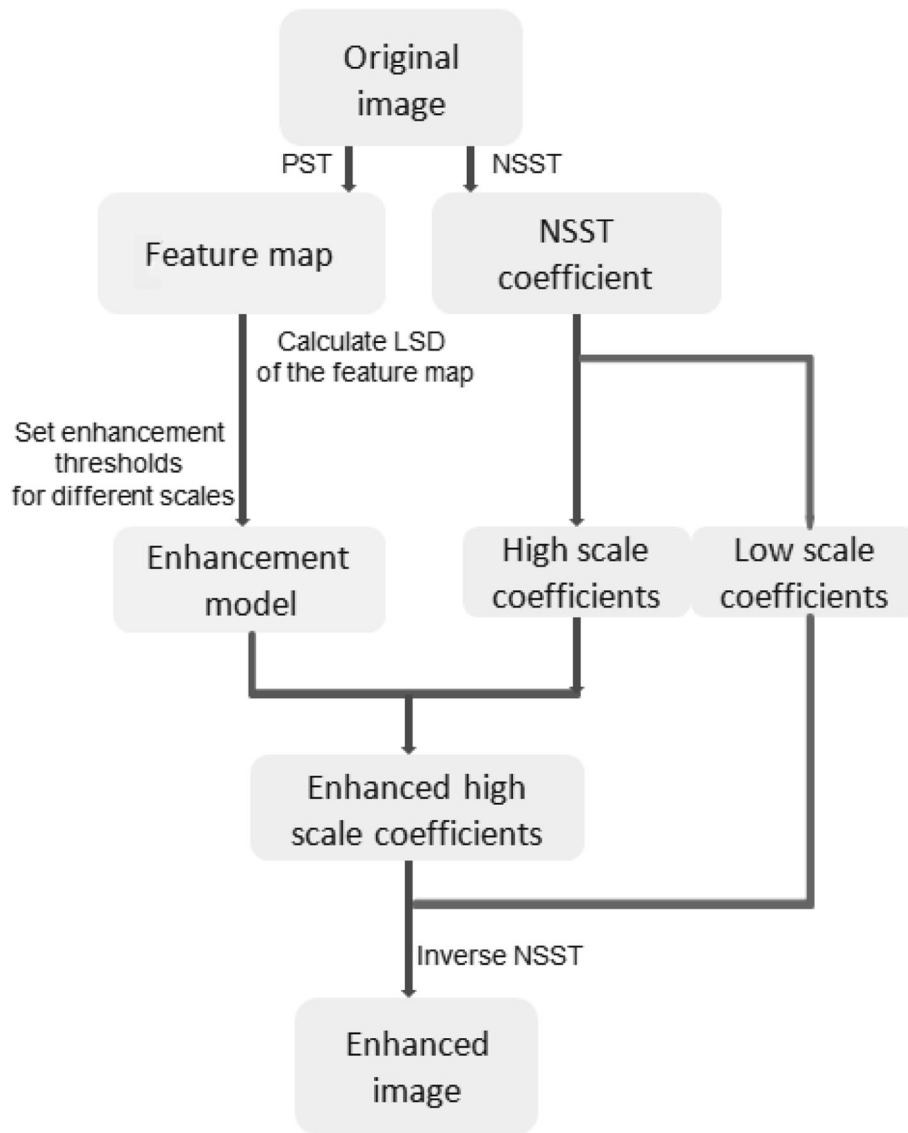 Original
image
PST
NSST
Feature map
NSST
coefficient
Calculate LSD
of the feature map
Set enhancement
thresholds
for different scales
Enhancement
model
High scale
coefficients
Low scale
coefficients
Enhanced high
scale coefficients
Inverse NSST
Enhanced
image